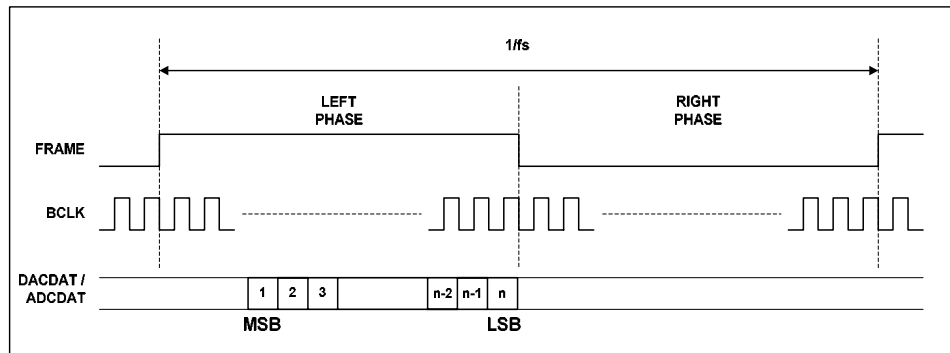 1/fs
LEFT
PHASE
RIGHT
PHASE
FRAME
BCLK
DACDAT /
ADCDAT
1 2 3 n-2 n-1 n
MSB LSB